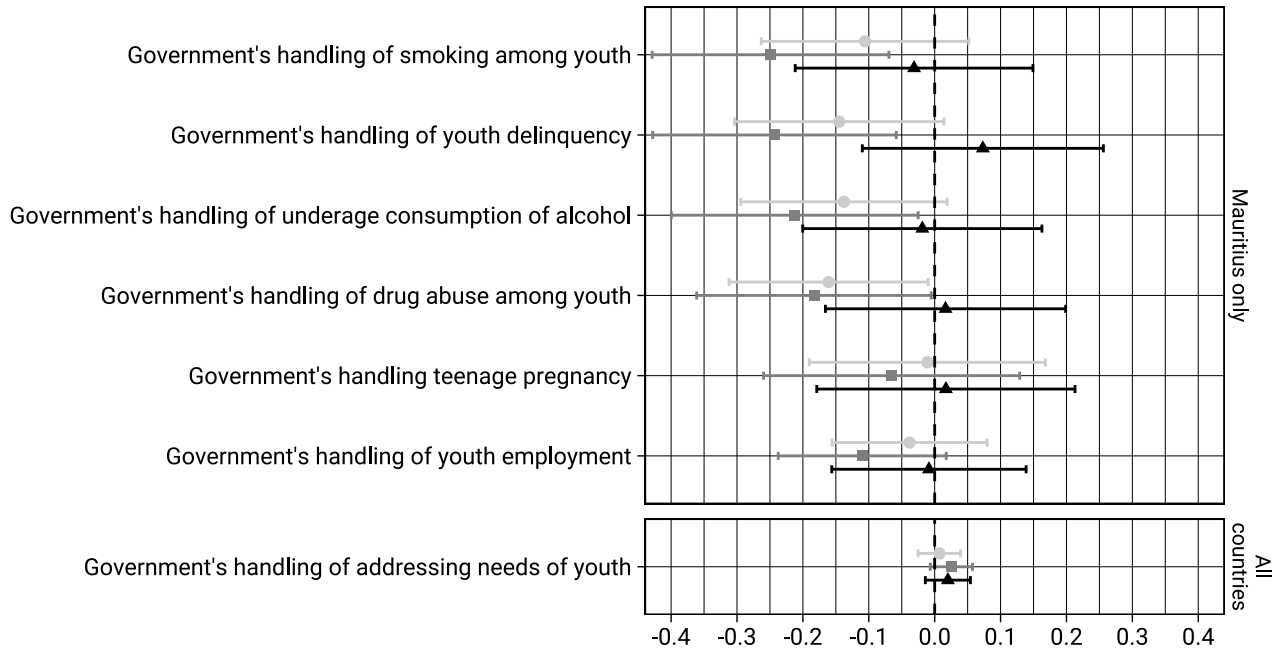 Government's handling of smoking among youth
Government's handling of youth delinquency
Government's handling of underage consumption of alcohol
Government's handling of drug abuse among youth
Government's handling teenage pregnancy
Government's handling of youth employment
Mauritius only
Government's handling of addressing needs of youth
All
countries
-0.4 -0.3 -0.2 -0.1 0.0 0.1 0.2 0.3 0.4